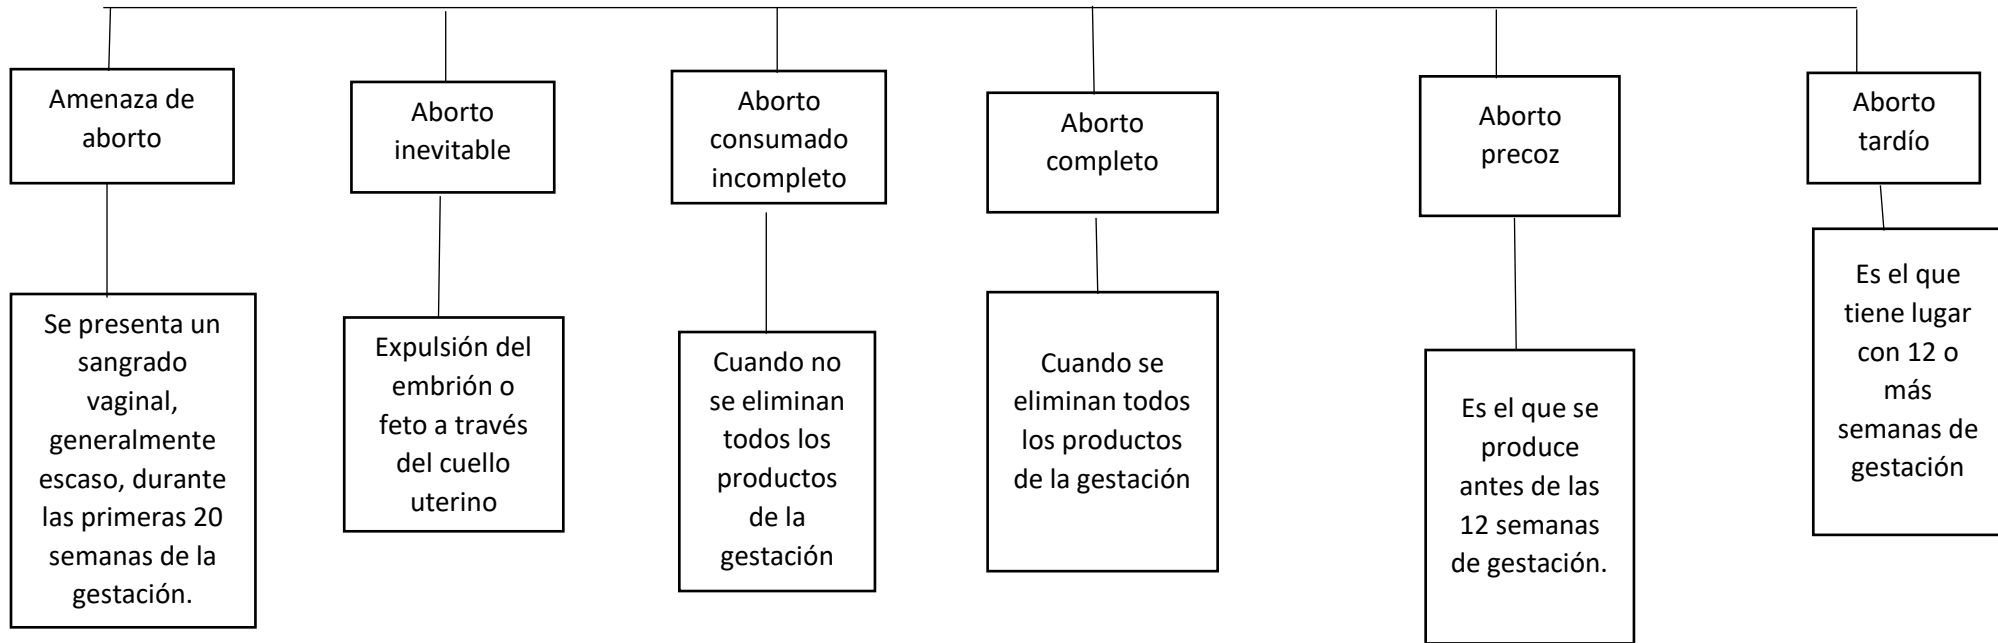 Amenaza de
aborto
Aborto
inevitable
Aborto
consumado
incompleto
Aborto
completo
Aborto
precoz
Aborto
tardío
Se presenta un
sangrado
vaginal,
generalmente
escaso, durante
las primeras 20
semanas de la
gestación.
Expulsión del
embrión o
feto a través
del cuello
uterino
Cuando no
se eliminan
todos los
productos
de la
gestación
Cuando se
eliminan todos
los productos
de la gestación
Es el que se
produce
antes de las
12 semanas
de gestación.
Es el que
tiene lugar
con 12 o
más
semanas de
gestación